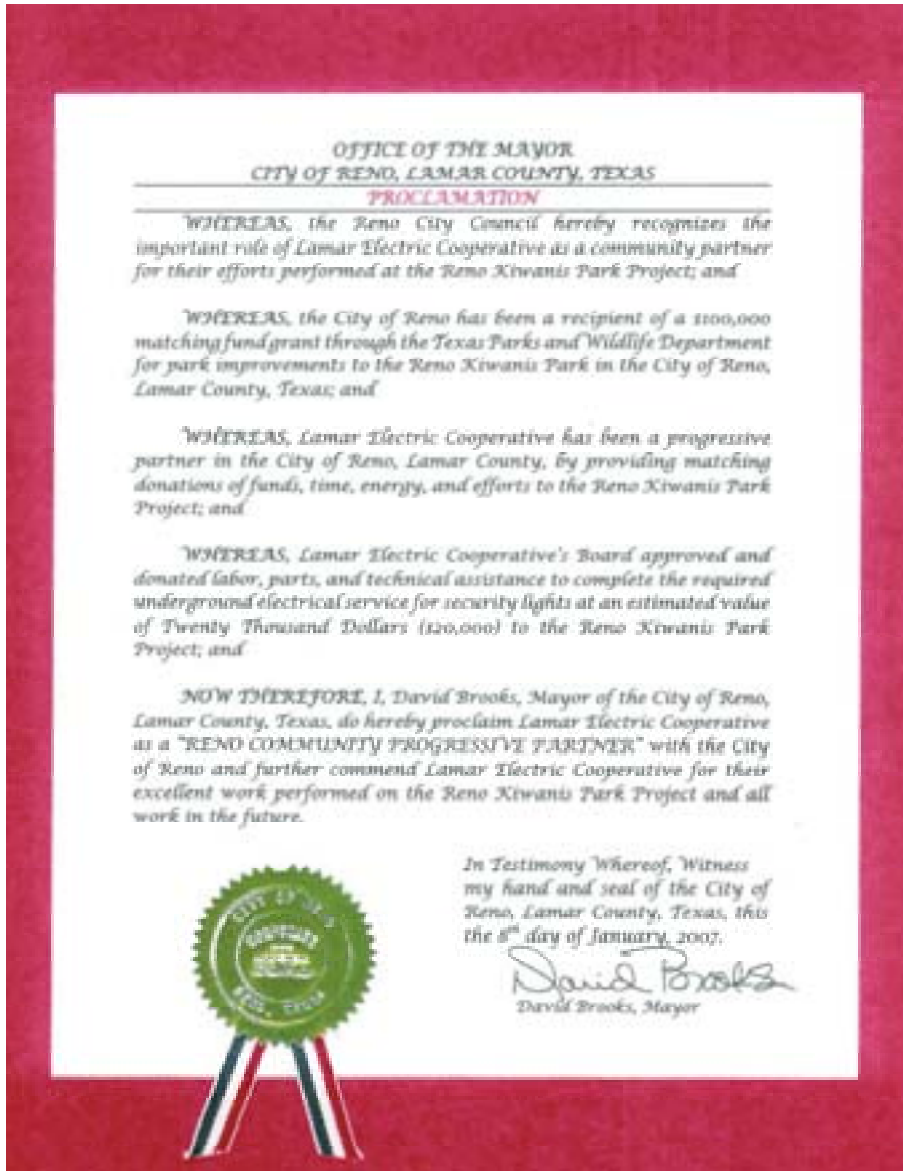 OFFICE OF THE MAYOR
CITY OF RENO, LAMAR COUNTY, TEXAS
PROCLAMATION
WHEREAS, the Reno City Council hereby recognizes the
important role of Lamar Electric Cooperative as a community partner
for their efforts performed at the Reno Kiwanis Park Project; and
WHEREAS, the City of Reno has been a recipient of a $100,000
matching fund grant through the Texas Parks and Wildlife Department
for park improvements to the Reno Kiwanis Park in the City of Reno,
Lamar County, Texas; and
WHEREAS, Lamar Electric Cooperative has been a progressive
partner in the City of Reno, Lamar County, by providing matching
donations of funds, time, energy, and efforts to the Reno Kiwanis Park
Project; and
WHEREAS, Lamar Electric Cooperative's Board approved and
donated labor, parts, and technical assistance to complete the required
underground electrical service for security lights at an estimated value
of Twenty Thousand Dollars ($20,000) to the Reno Kiwanis Park
Project; and
NOW THEREFORE, I, David Brooks, Mayor of the City of Reno,
Lamar County, Texas, do hereby proclaim Lamar Electric Cooperative
as a "RENO COMMUNITY PROGRESSIVE PARTNER" with the City
of Reno and further commend Lamar Electric Cooperative for their
excellent work performed on the Reno Kiwanis Park Project and all
work in the future.
In Testimony Whereof, Witness
my hand and seal of the City of
Reno, Lamar County, Texas, this
the 8th day of January, 2007.
David Brooks
David Brooks, Mayor
CITY OF RENO
RENO, TEXAS